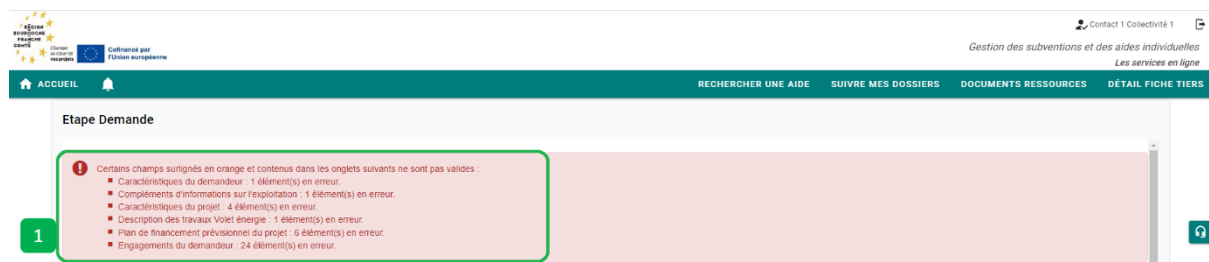 RÉGION
BOURGOGNE
FRANCHE
COMTÉ
L'Europe
au cœur de
vos projets
Cofinancé par
l'Union européenne
Contact 1 Collectivité 1
Gestion des subventions et des aides individuelles
Les services en ligne
ACCUEIL
RECHERCHER UNE AIDE SUIVRE MES DOSSIERS DOCUMENTS RESSOURCES DÉTAIL FICHE TIERS
Etape Demande
Certains champs surlignés en orange et contenus dans les onglets suivants ne sont pas valides :
Caractéristiques du demandeur : 1 élément(s) en erreur.
Compléments d'informations sur l'exploitation : 1 élément(s) en erreur.
Caractéristiques du projet : 4 élément(s) en erreur.
Description des travaux Volet énergie : 1 élément(s) en erreur.
Plan de financement prévisionnel du projet : 6 élément(s) en erreur.
Engagements du demandeur : 24 élément(s) en erreur.
1